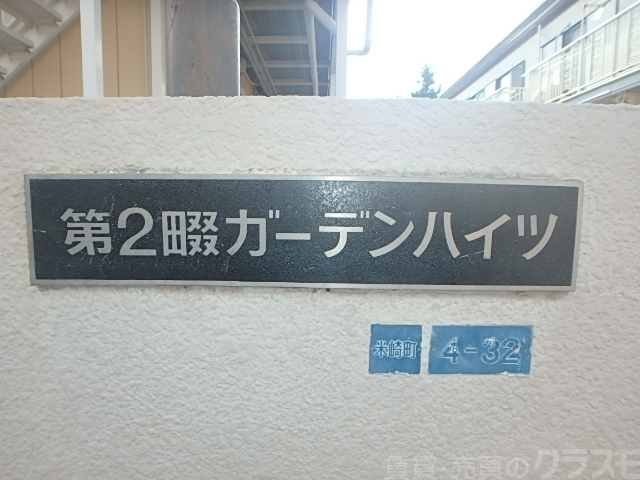 第2畷ガーデンハイツ
米崎町 4-32
賃貸・売買のクラスモ